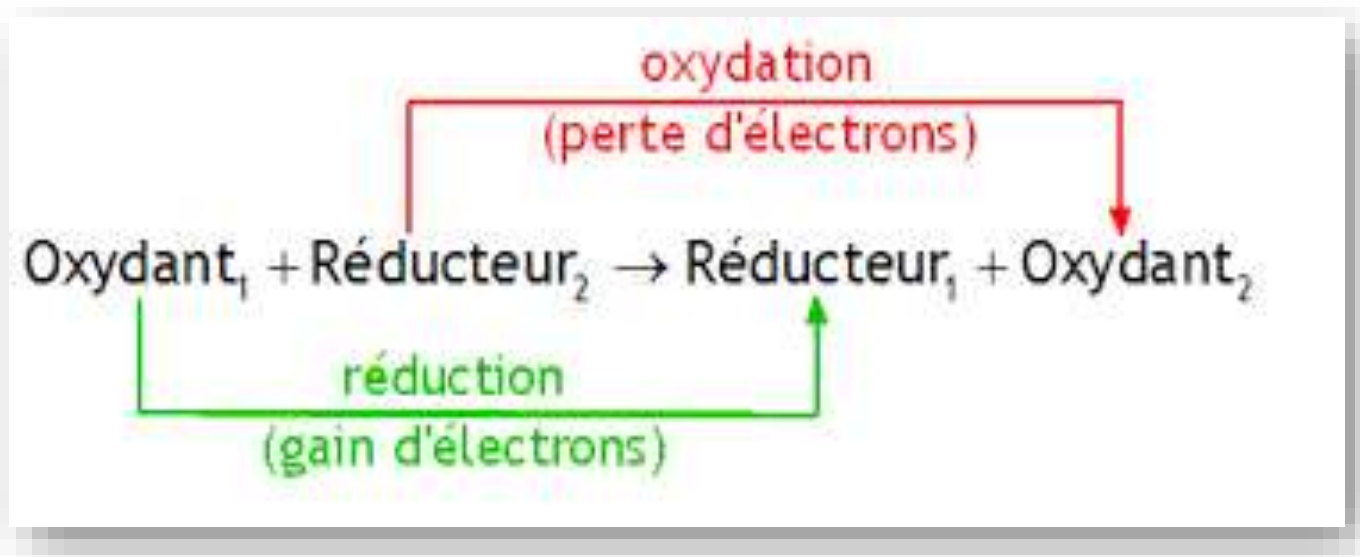 oxydation
(perte d'électrons)
Oxydant₁ + Réducteur₂ → Réducteur₁ + Oxydant₂
réduction
(gain d'électrons)